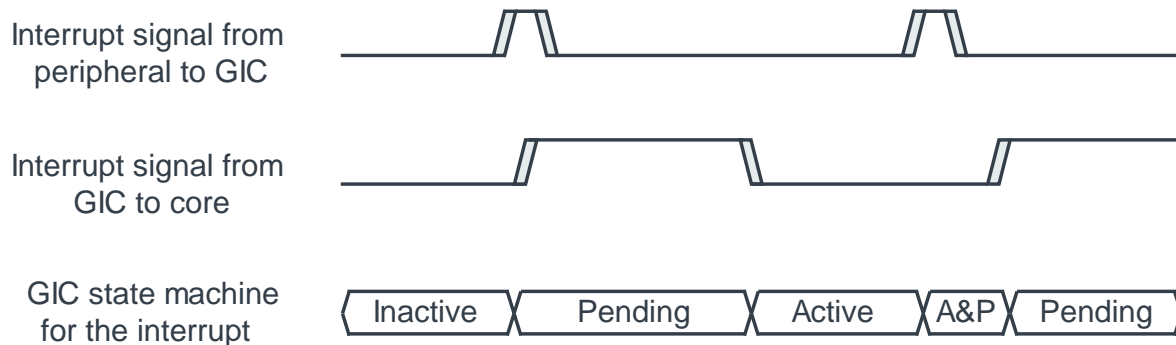 Interrupt signal from
peripheral to GIC
Interrupt signal from
GIC to core
GIC state machine
for the interrupt
Inactive
Pending
Active
A&P
Pending